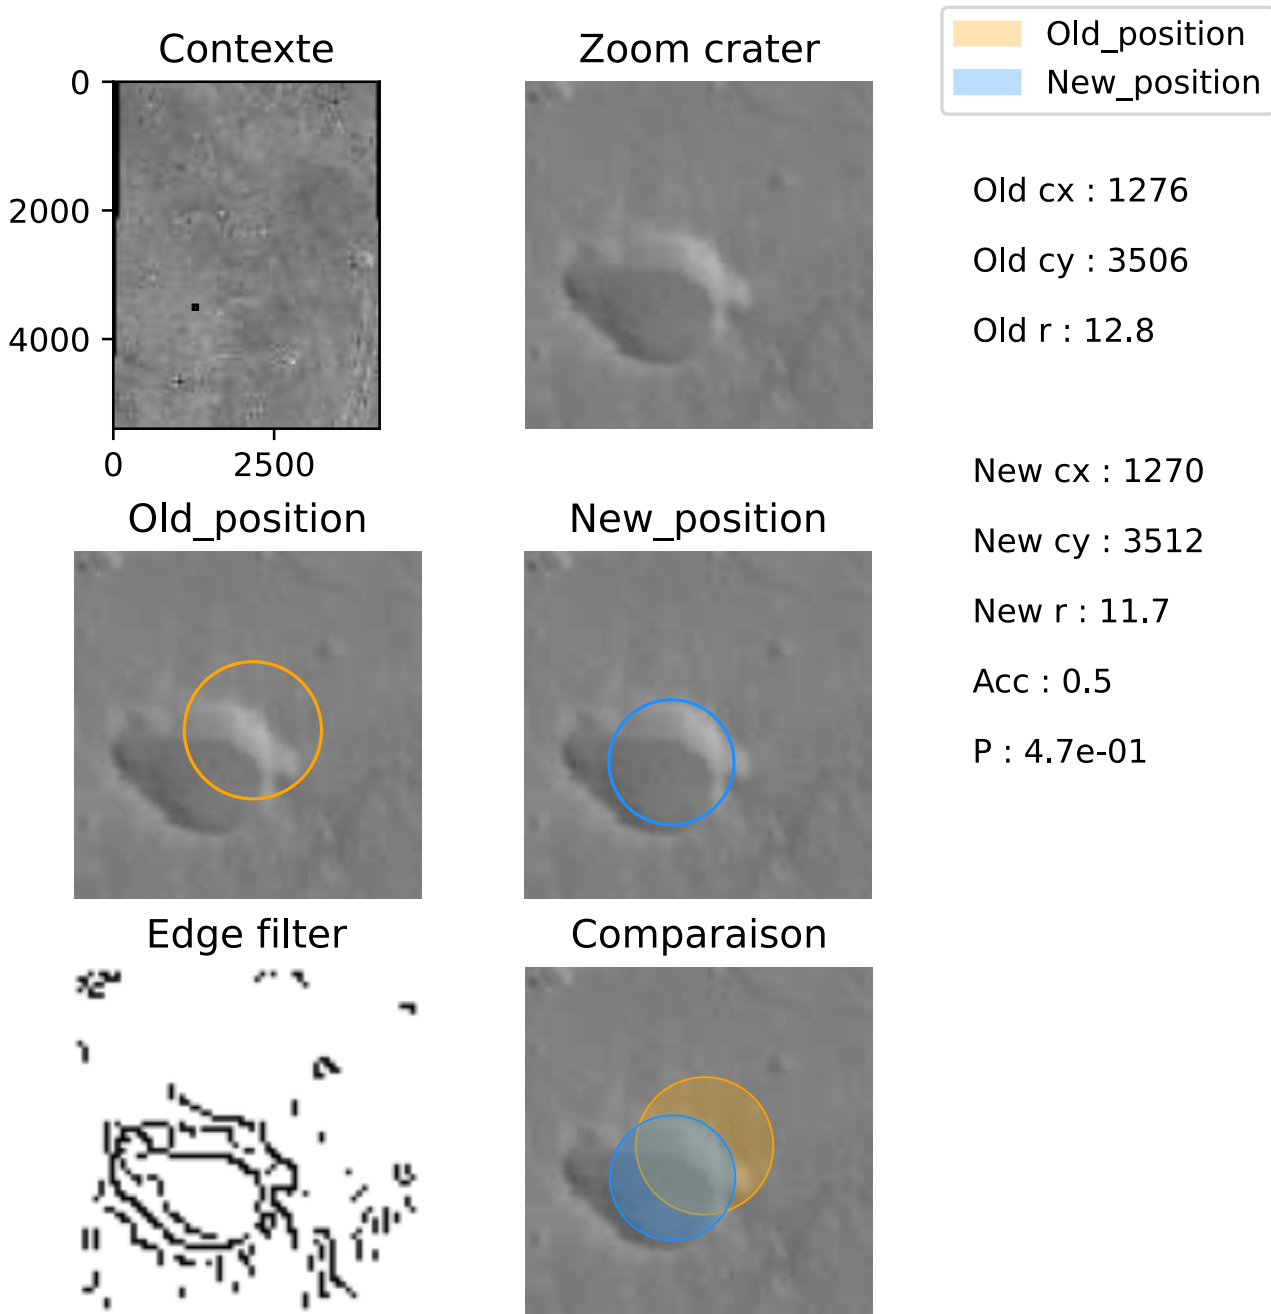 Contexte
0
2000
4000
0 2500
Zoom crater
Old_position
New_position
Old cx : 1276
Old cy : 3506
Old r : 12.8
New cx : 1270
New cy : 3512
New r : 11.7
Acc : 0.5
P : 4.7e-01
Old_position
New_position
Edge filter
Comparaison